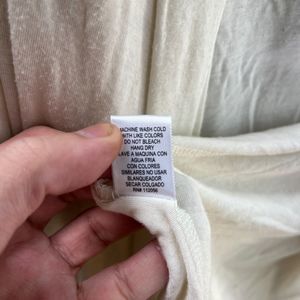 MACHINE WASH COLD
WITH LIKE COLORS
DO NOT BLEACH
HANG DRY
LAVE A MAQUINA CON
AGUA FRIA
CON COLORES
SIMILARES NO USAR
BLANQUEADOR
SECAR COLGADO
RN# 112056